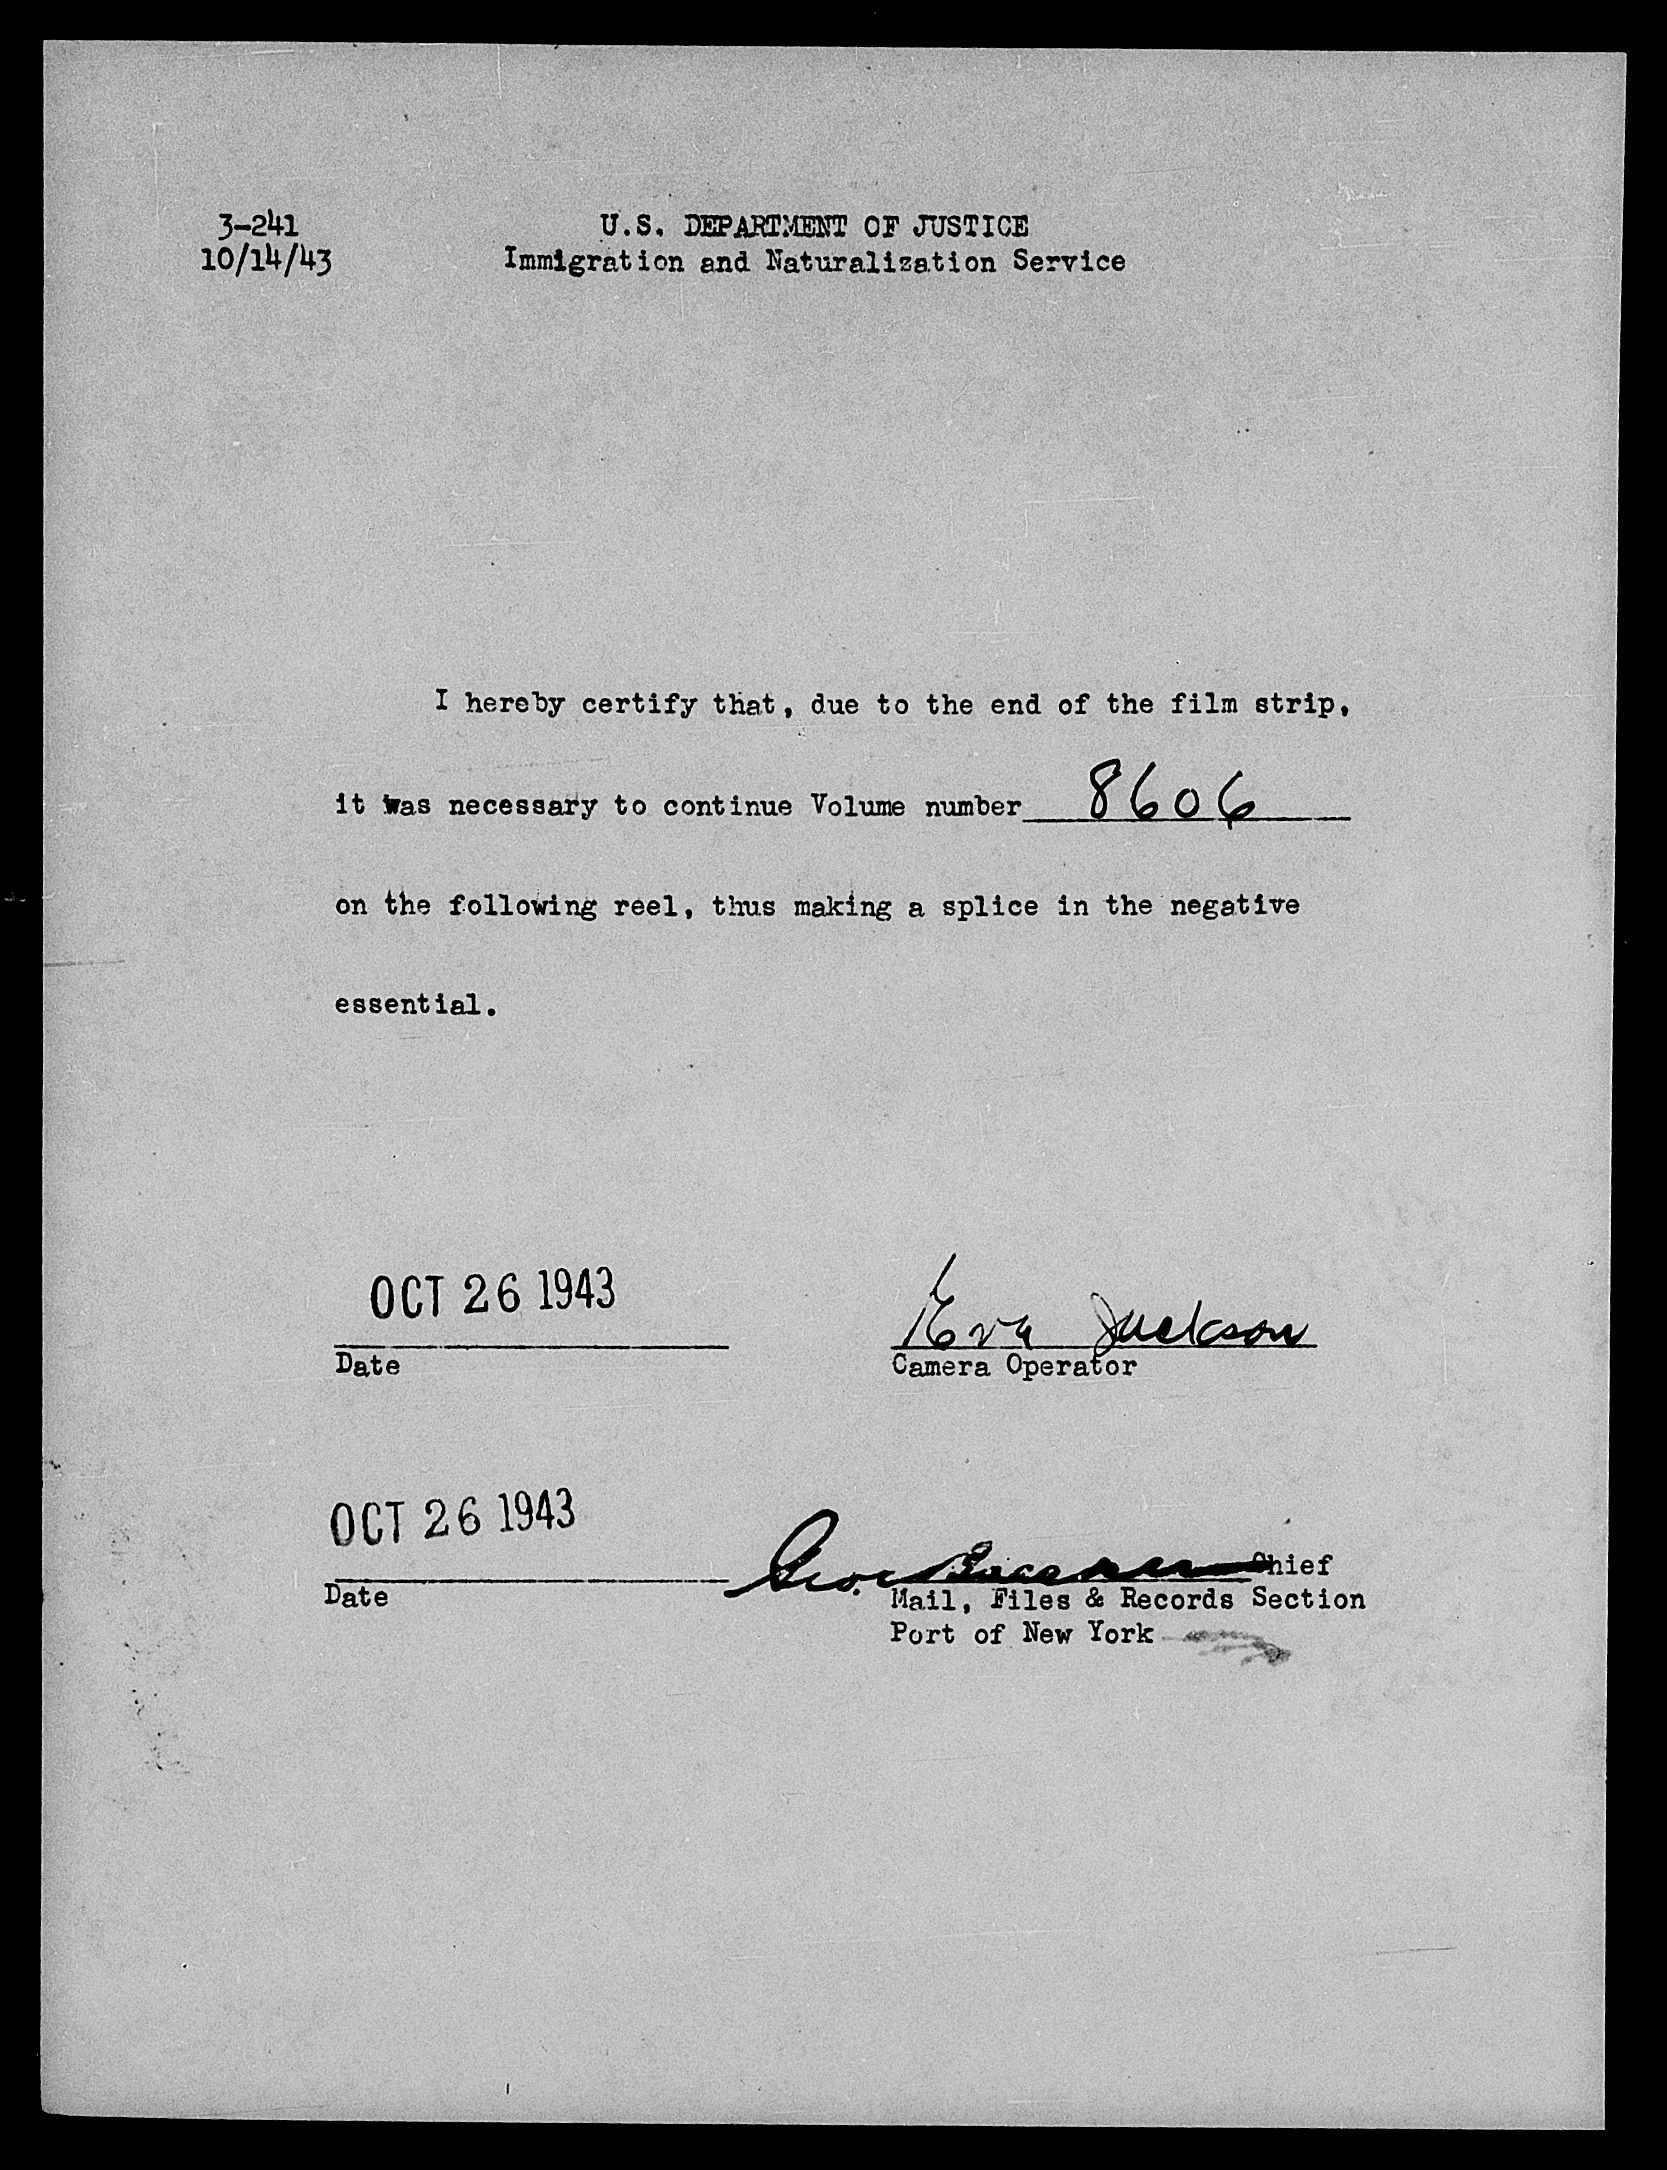 3-241
10/14/43
U.S. DEPARTMENT OF JUSTICE
Immigration and Naturalization Service
I hereby certify that, due to the end of the film strip,
it was necessary to continue Volume number 8606
on the following reel, thus making a splice in the negative
essential.
OCT 26 1943
Date
Eva Jackson
Camera Operator
OCT 26 1943
Date
Geo. Chief
Mail, Files & Records Section
Port of New York